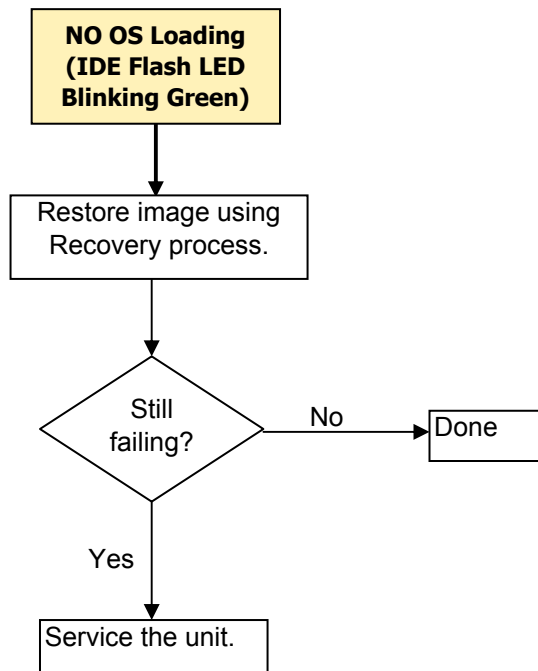 NO OS Loading
(IDE Flash LED
Blinking Green)
Restore image using
Recovery process.
Still
failing?
No
Done
Yes
Service the unit.